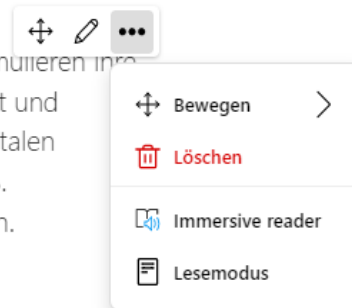 mulieren Ihre
t und
talen
.
n.
Bewegen
Löschen
Immersive reader
Lesemodus